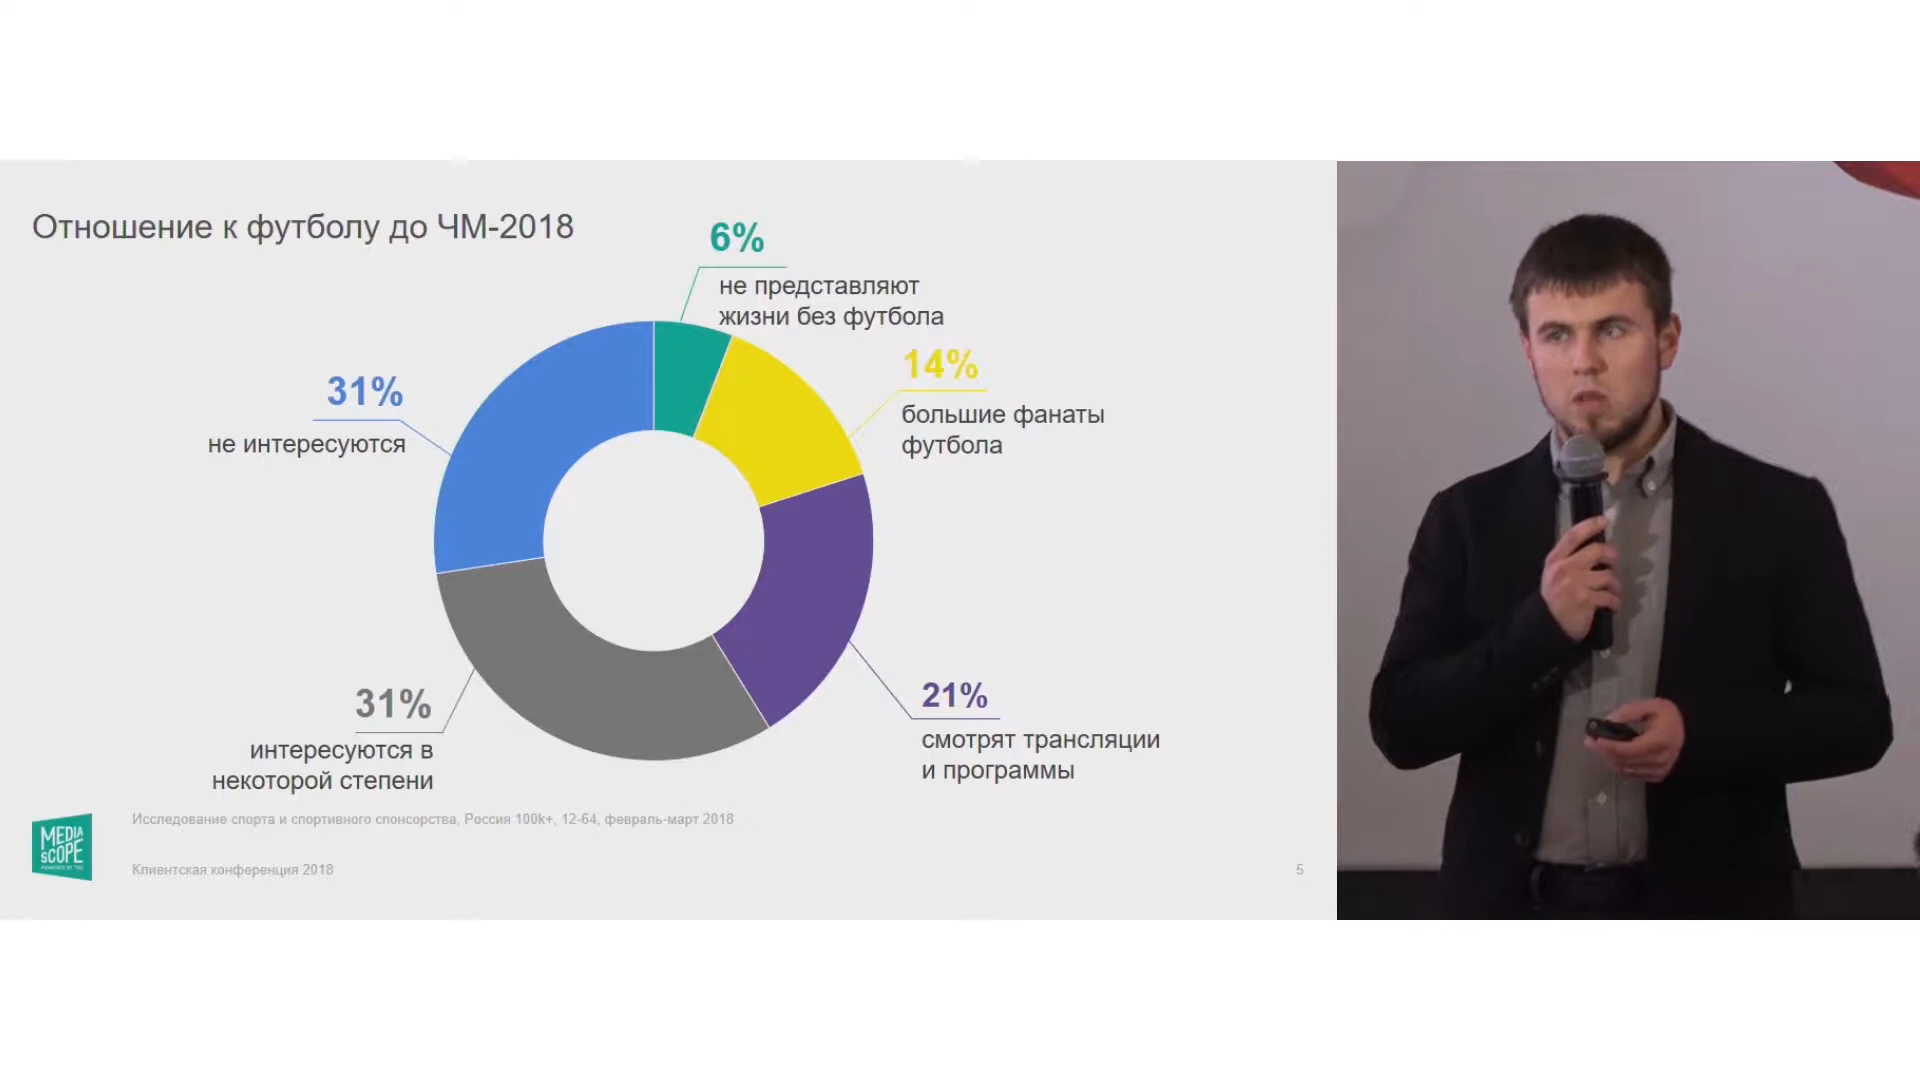 Отношение к футболу до ЧМ-2018
6%
не представляют
жизни без футбола
14%
большие фанаты
футбола
31%
не интересуются
21%
смотрят трансляции
и программы
31%
интересуются в
некоторой степени
Исследование спорта и спортивного спонсорства, Россия 100k+, 12-64, февраль-март 2018
MEDIA
SCOPE
Клиентская конференция 2018
5